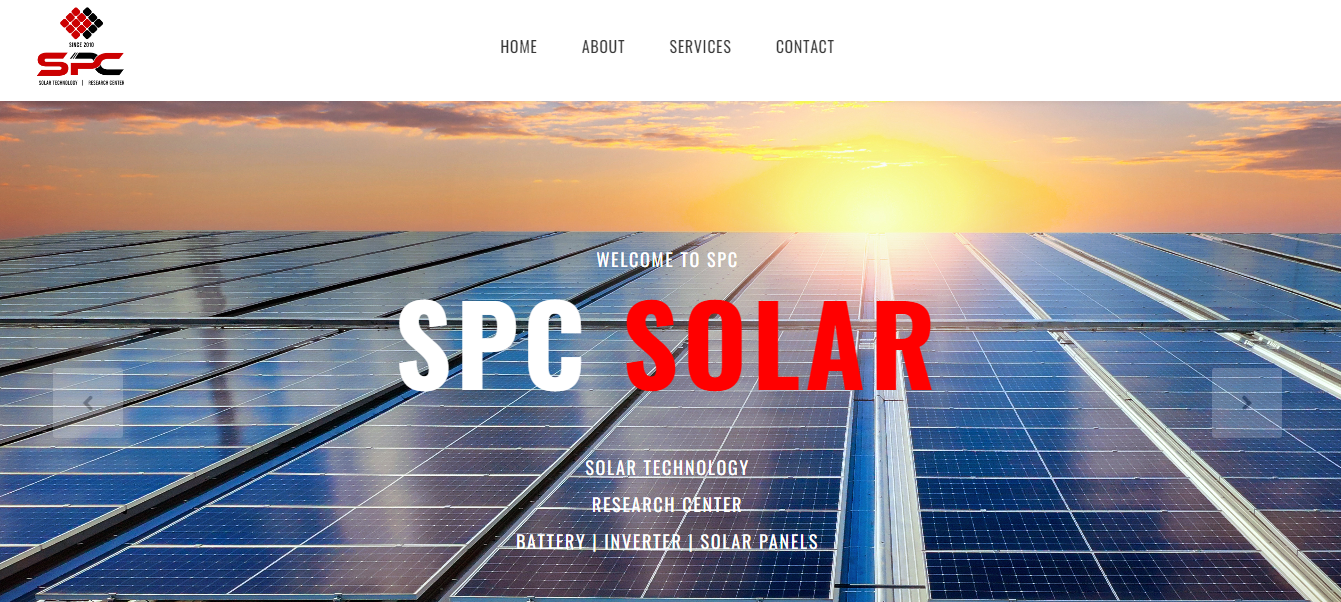 SINCE 2010
SPC
SOLAR TECHNOLOGY | RESEARCH CENTER
HOME ABOUT SERVICES CONTACT
WELCOME TO SPC
SPC SOLAR
SOLAR TECHNOLOGY
RESEARCH CENTER
BATTERY | INVERTER | SOLAR PANELS